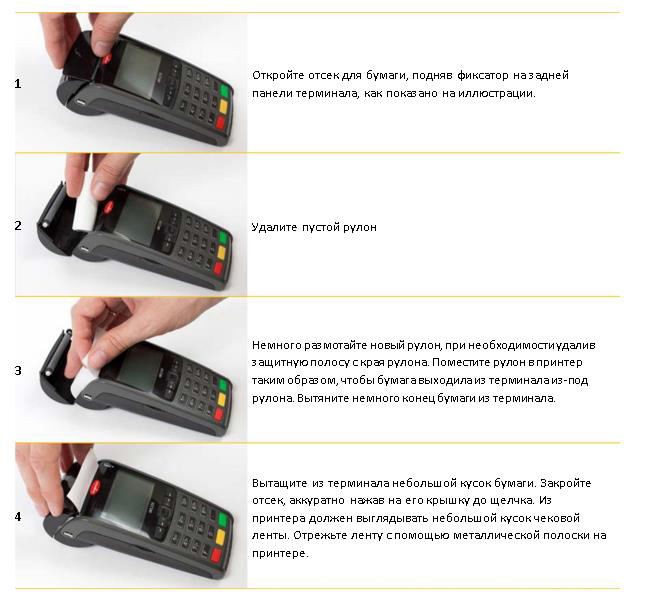 1
Откройте отсек для бумаги, подняв фиксатор на задней
панели терминала, как показано на иллюстрации.
2
Удалите пустой рулон
3
Немного размотайте новый рулон, при необходимости удалив
защитную полосу с края рулона. Поместите рулон в принтер
таким образом, чтобы бумага выходила из терминала из-под
рулона. Вытяните немного конец бумаги из терминала.
4
Вытащите из терминала небольшой кусок бумаги. Закройте
отсек, аккуратно нажав на его крышку до щелчка. Из
принтера должен выглядывать небольшой кусок чековой
ленты. Отрежьте ленту с помощью металлической полоски на
принтере.